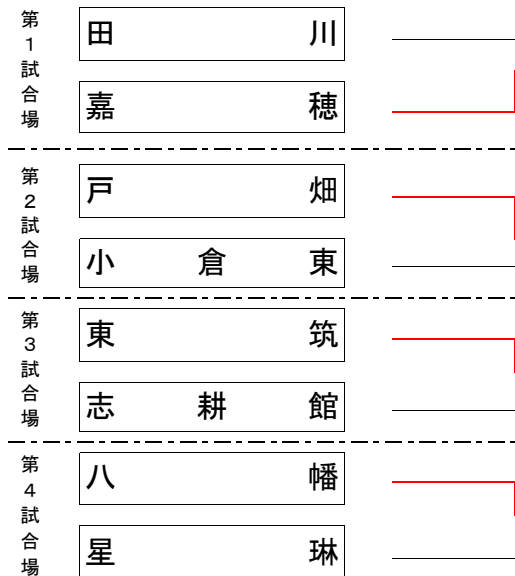 第1試合場
田川
嘉穂
第2試合場
戸畑
小倉東
第3試合場
東筑
志耕館
第4試合場
八幡
星琳